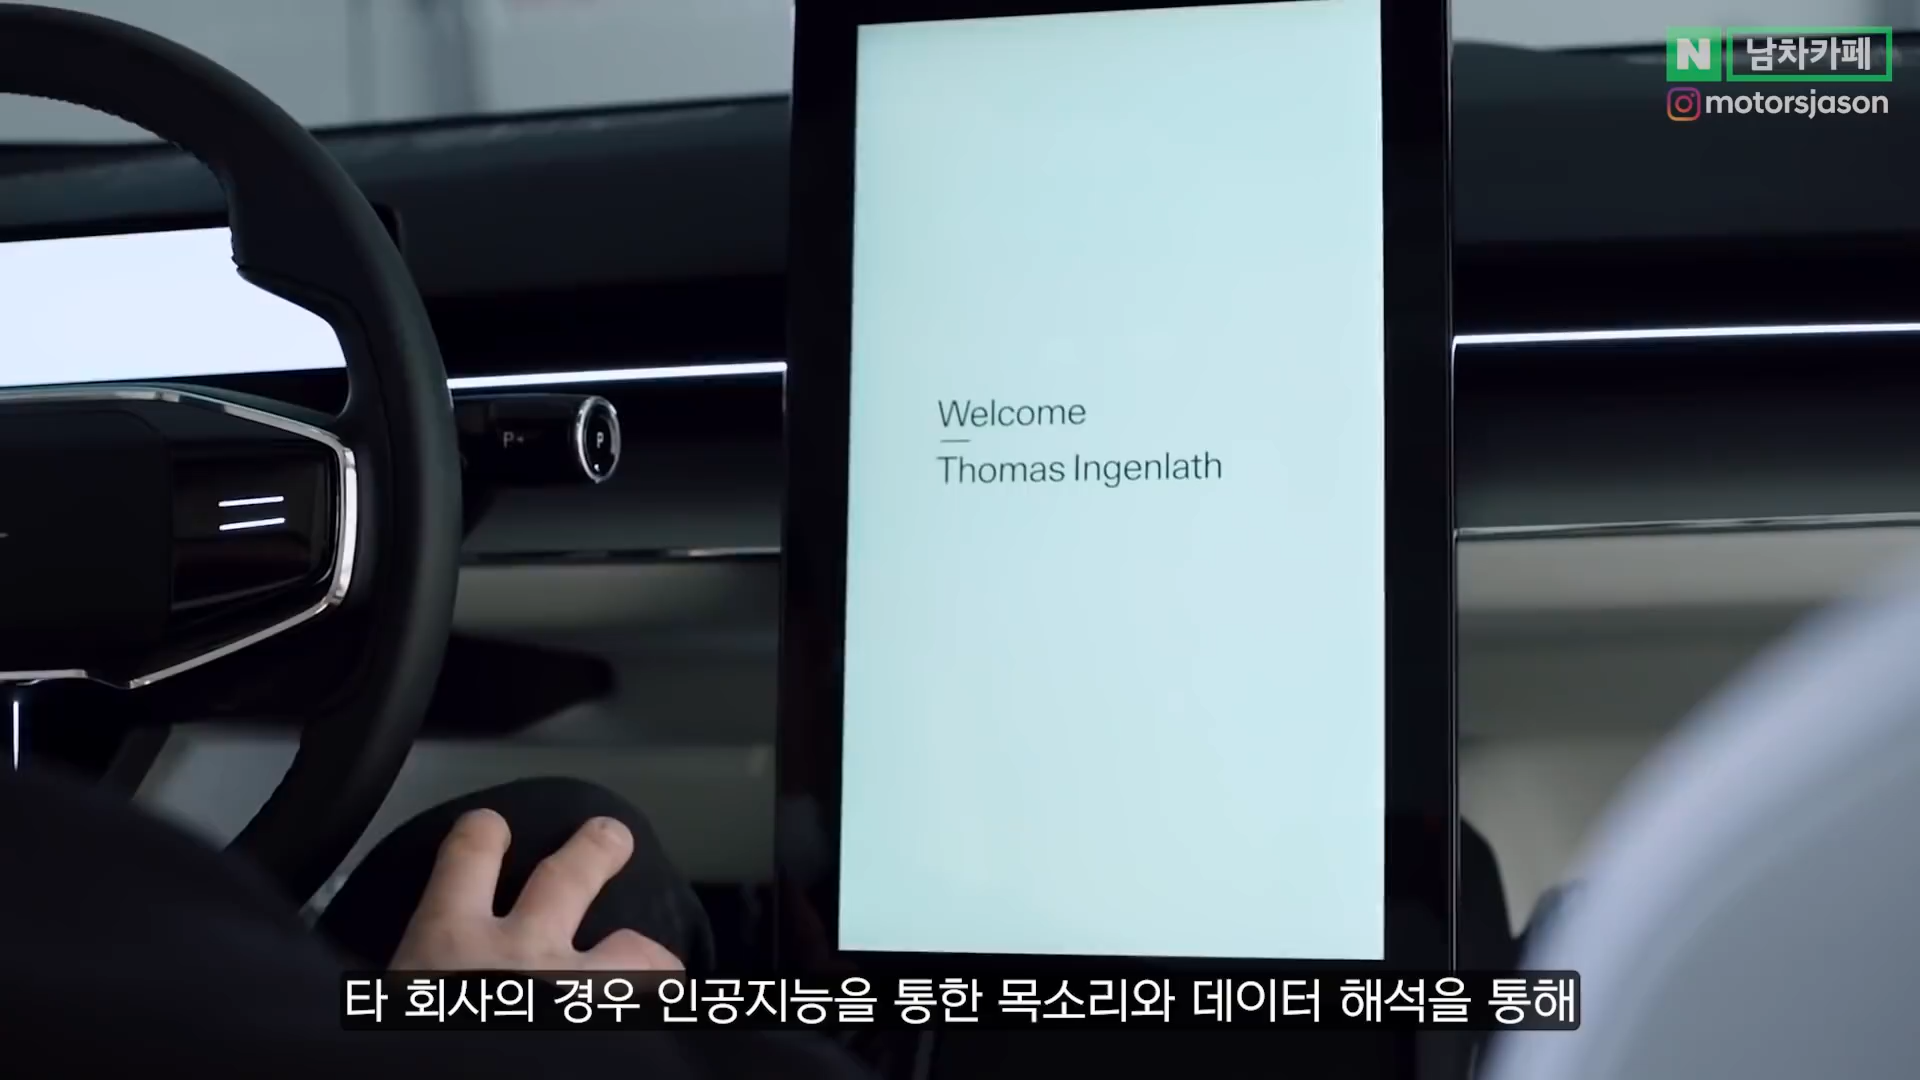 N 남차카페
motorsjason
Welcome
Thomas Ingenlath
P
P
타 회사의 경우 인공지능을 통한 목소리와 데이터 해석을 통해